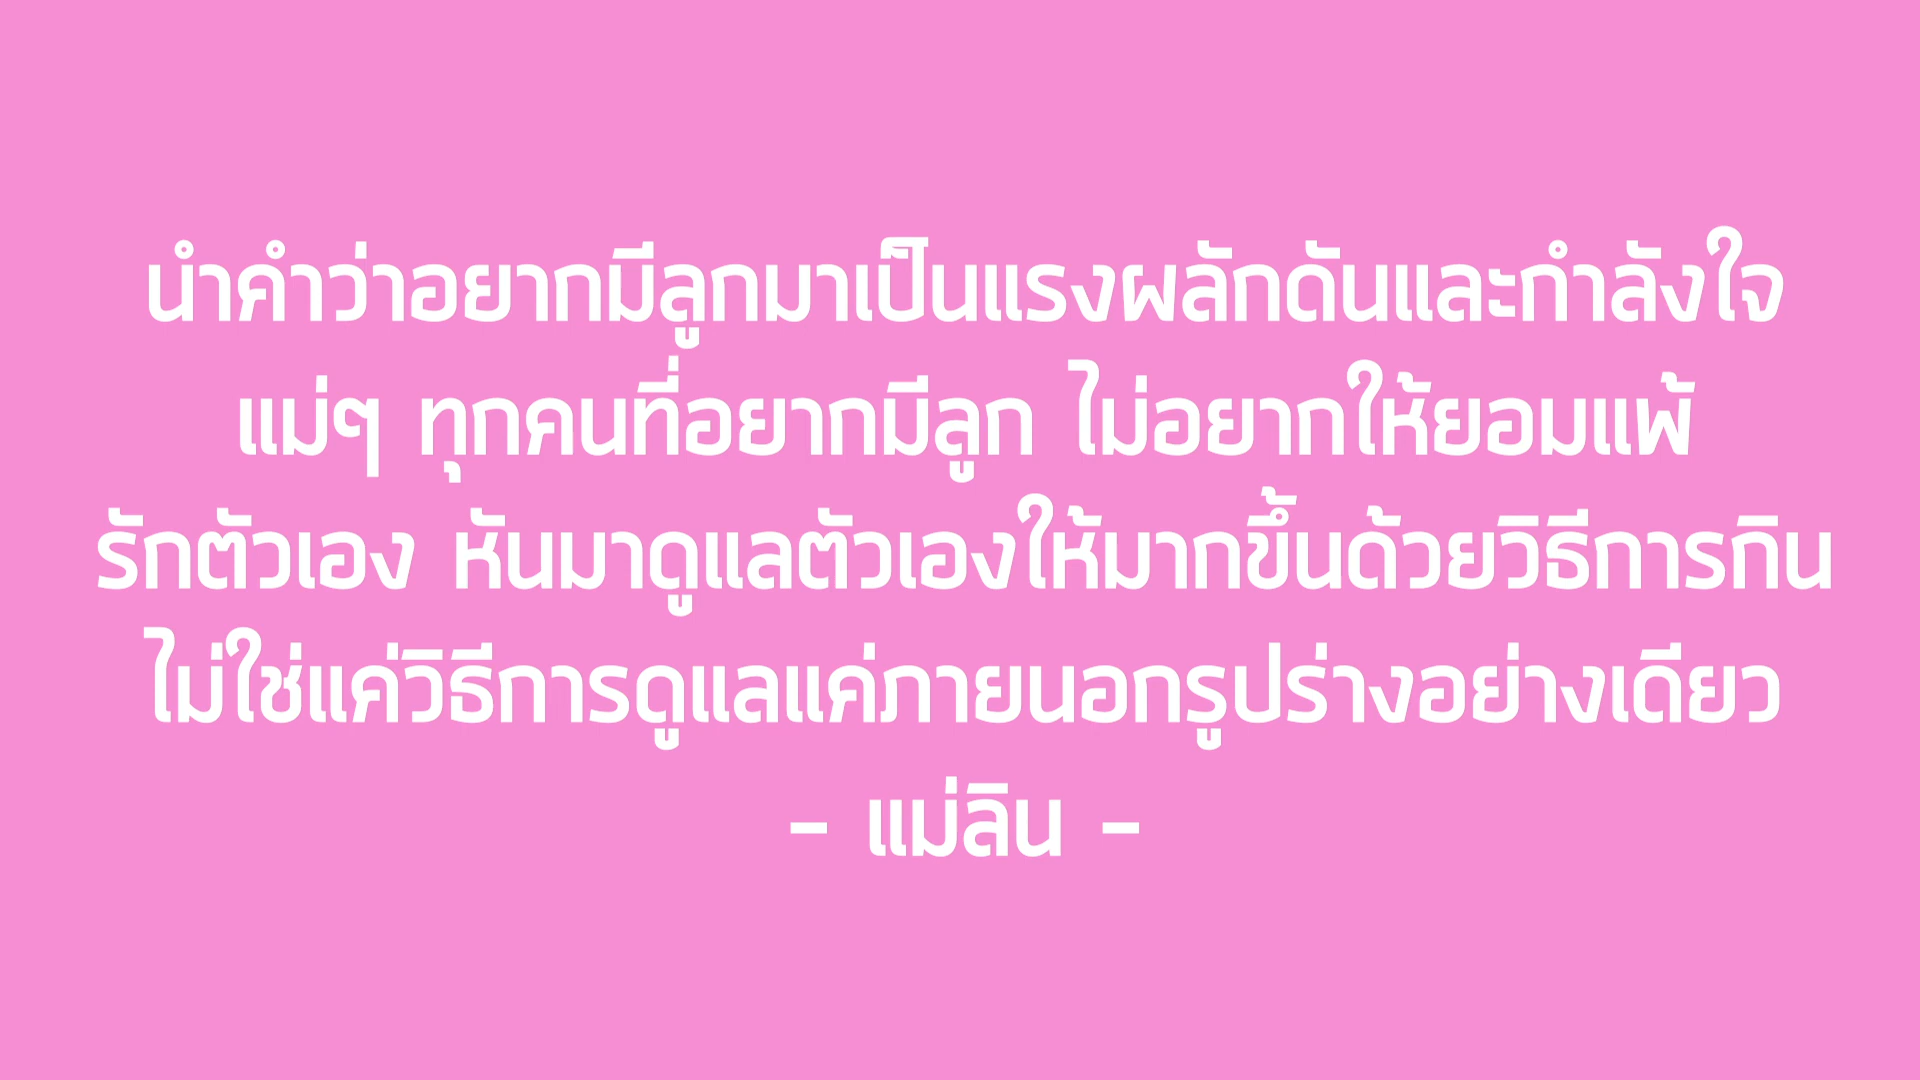 นำคำว่าอยากมีลูกมาเป็นแรงผลักดันและกำลังใจ
แม่ๆ ทุกคนที่อยากมีลูก ไม่อยากให้ยอมแพ้
รักตัวเอง หันมาดูแลตัวเองให้มากขึ้นด้วยวิธีการกิน
ไม่ใช่แค่วิธีการดูแลแค่ภายนอกรูปร่างอย่างเดียว
- แม่ลิน -